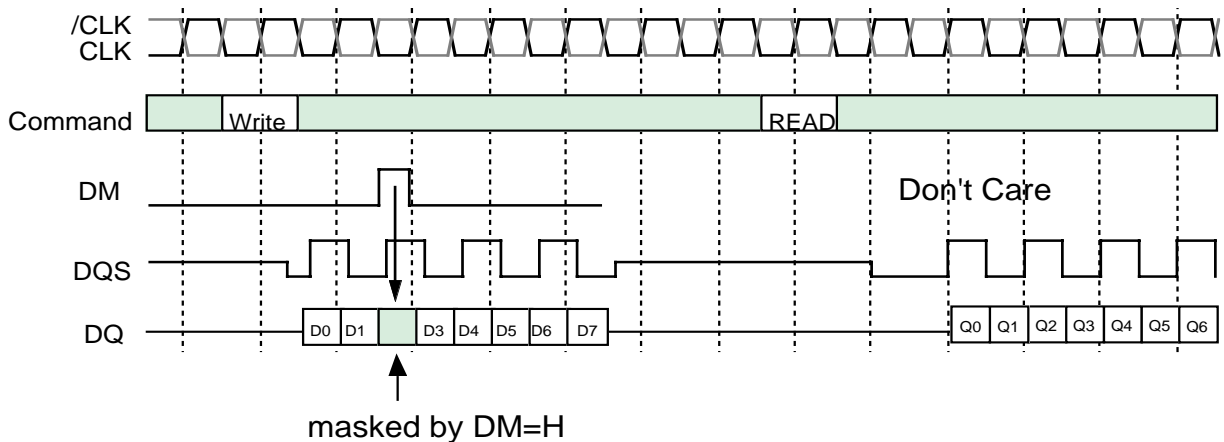 /CLK
CLK
Command
Write
READ
DM
Don't Care
DQS
DQ
D0 D1 D3 D4 D5 D6 D7
Q0 Q1 Q2 Q3 Q4 Q5 Q6
masked by DM=H